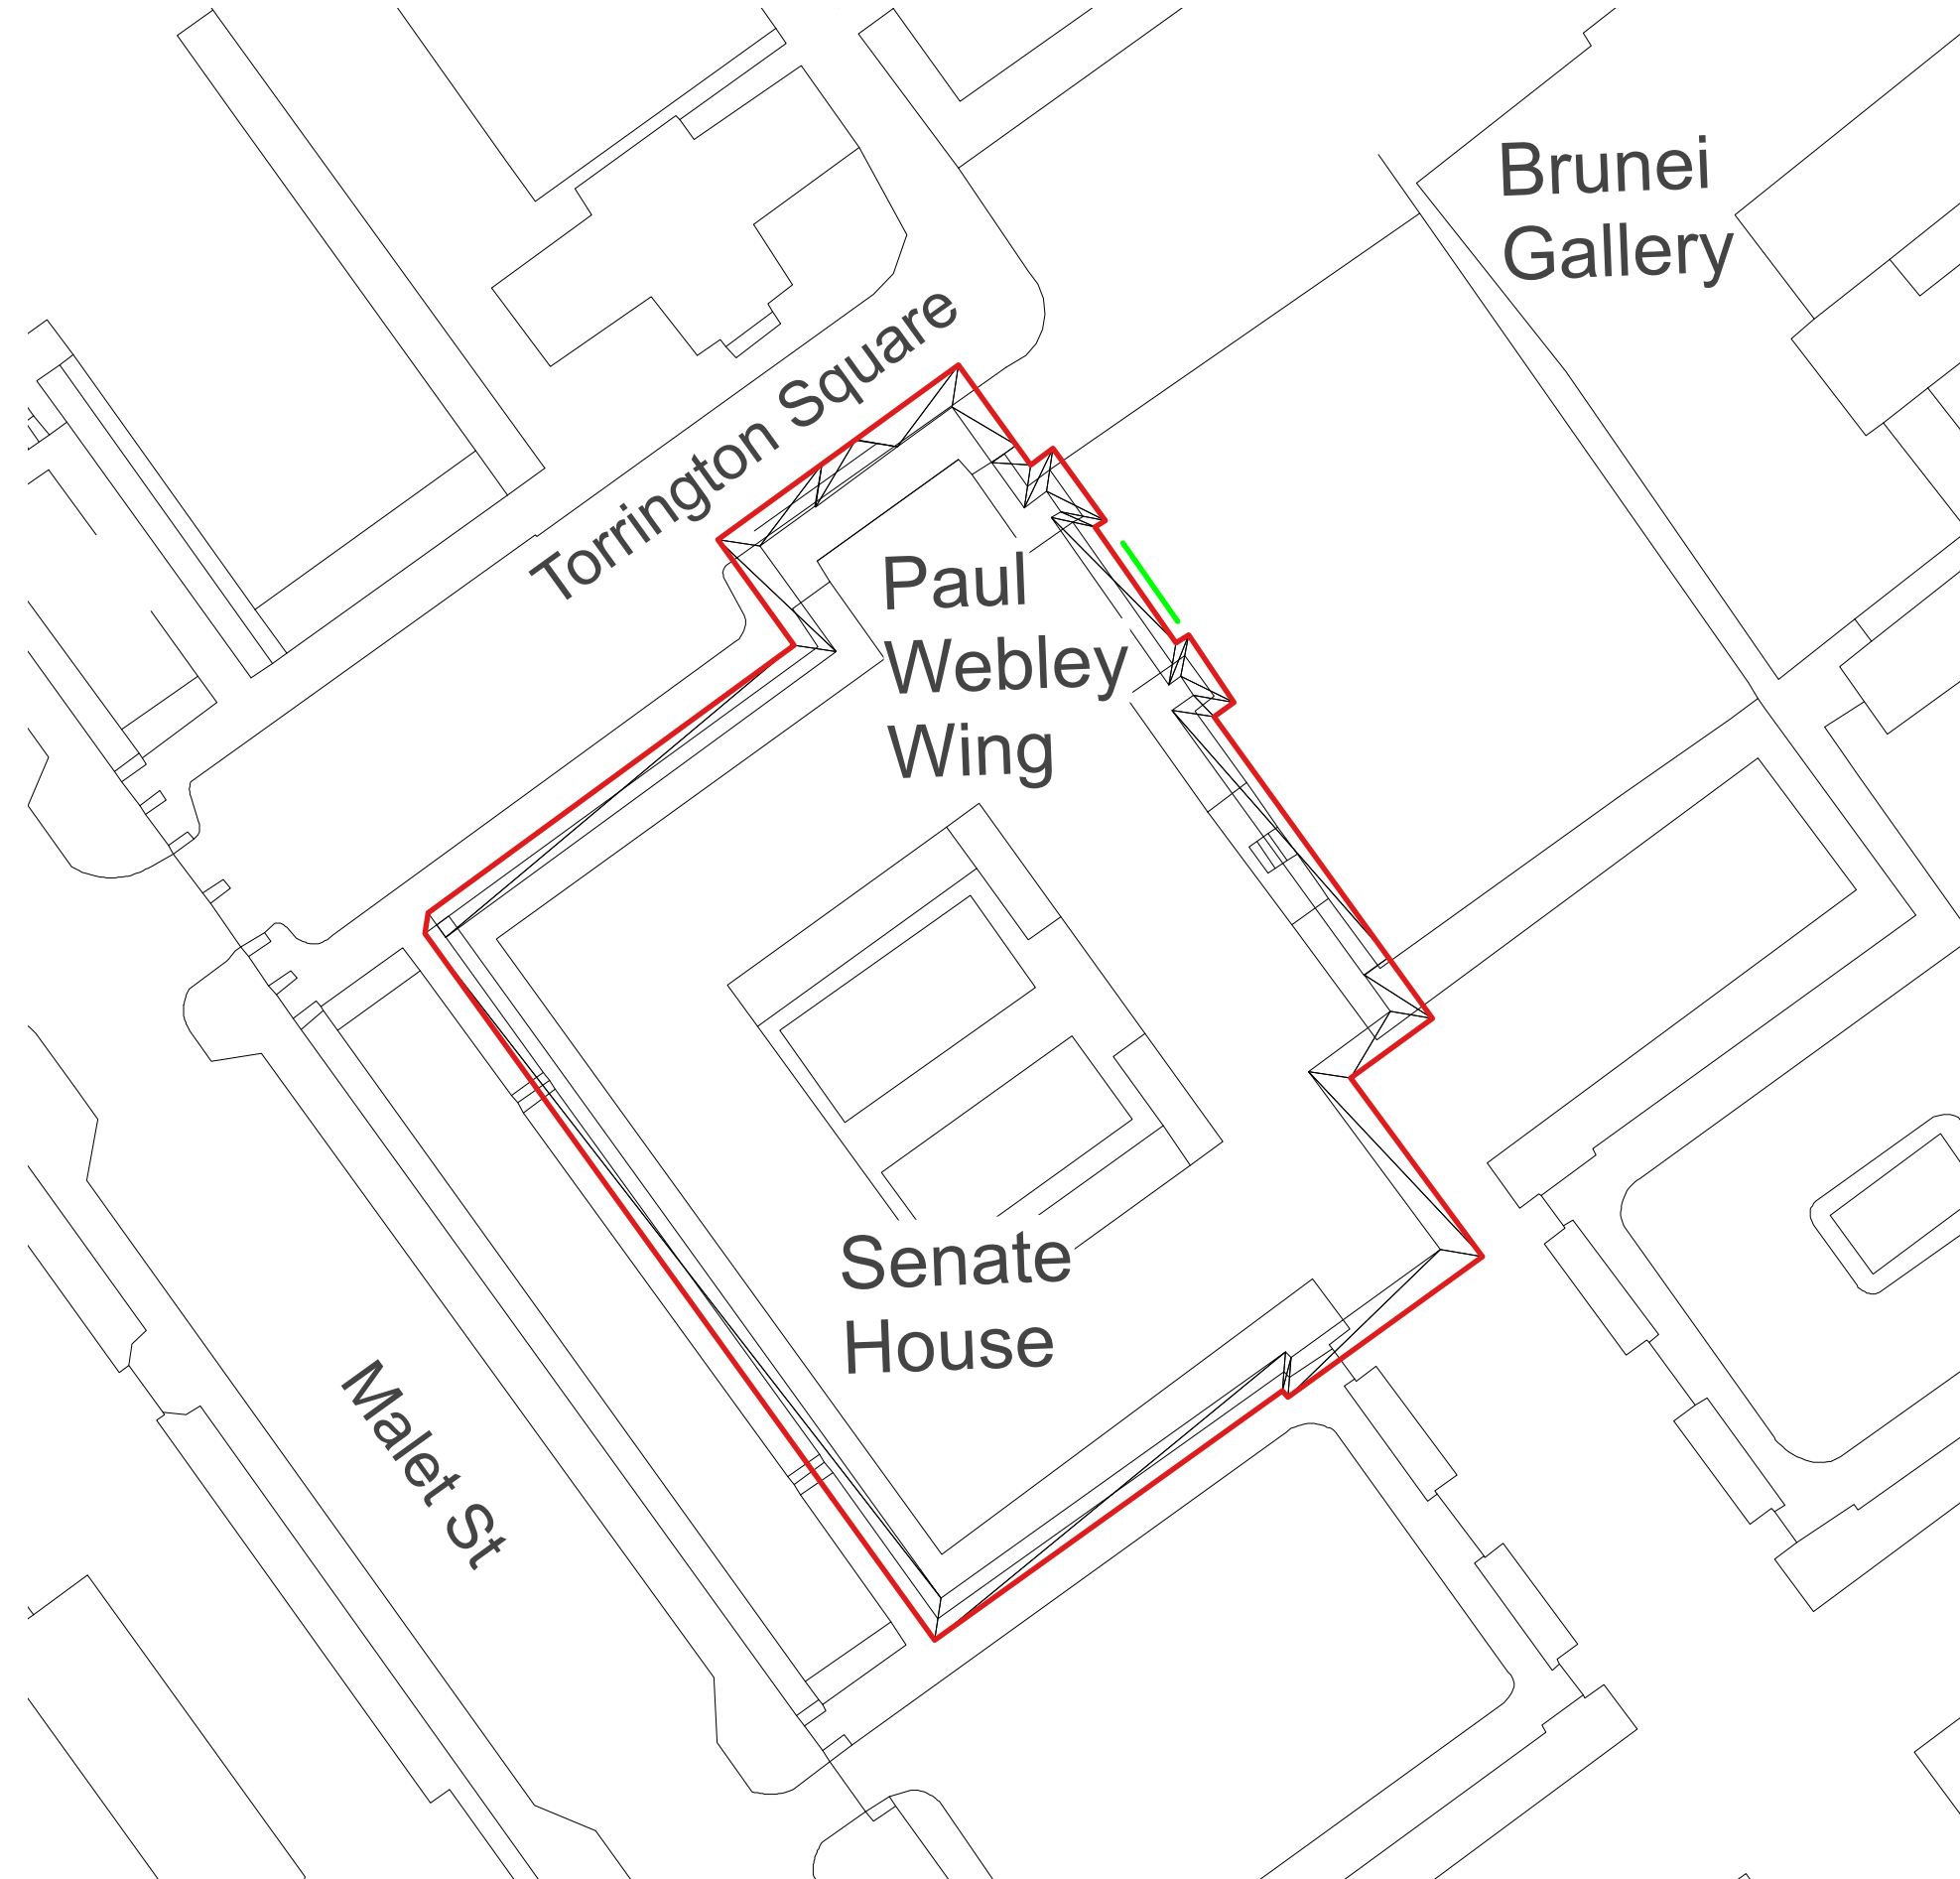 Brunei
Gallery
Torrington Square
Paul
Webley
Wing
Senate
House
Malet St